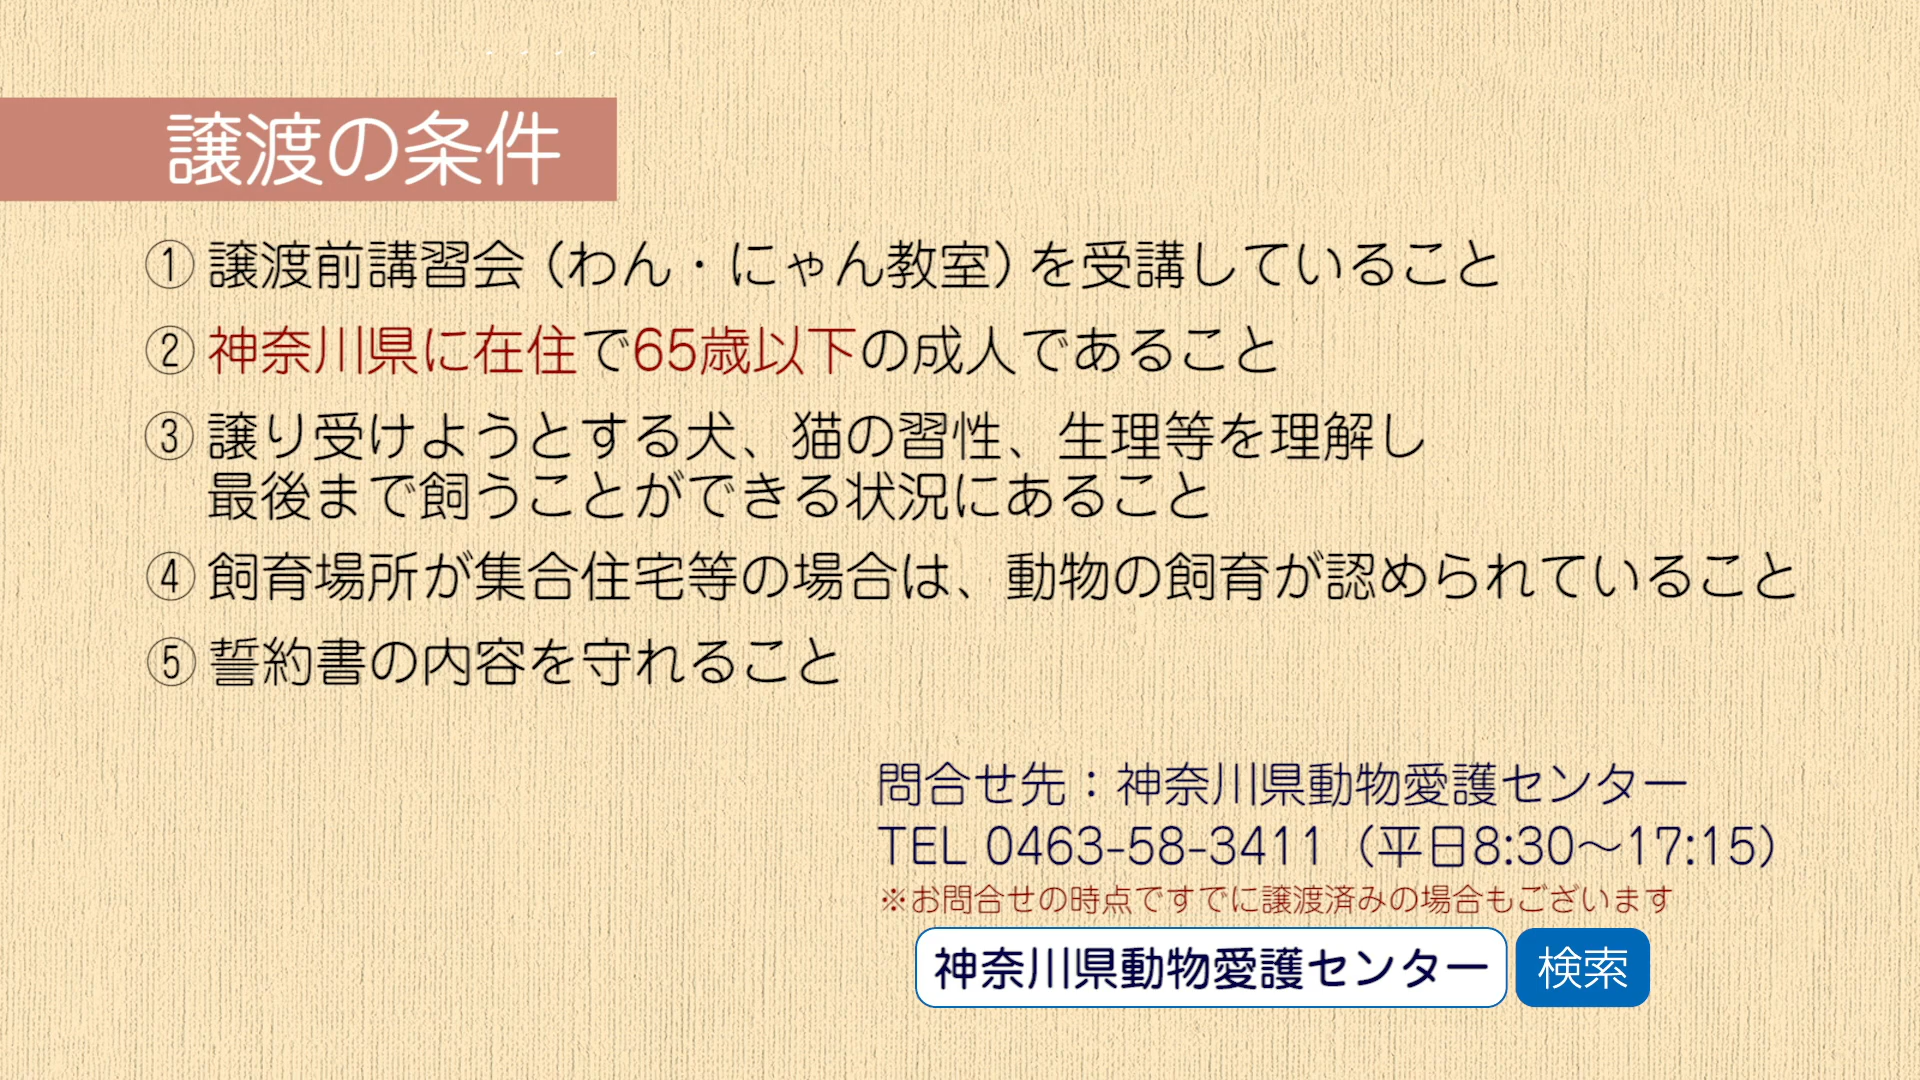 譲渡の条件
① 譲渡前講習会（わん・にゃん教室）を受講していること
② 神奈川県に在住で65歳以下の成人であること
③ 譲り受けようとする犬、猫の習性、生理等を理解し
最後まで飼うことができる状況にあること
④ 飼育場所が集合住宅等の場合は、動物の飼育が認められていること
⑤ 誓約書の内容を守れること
問合せ先：神奈川県動物愛護センター
TEL 0463-58-3411（平日8:30〜17:15）
※お問合せの時点ですでに譲渡済みの場合もございます
神奈川県動物愛護センター 検索